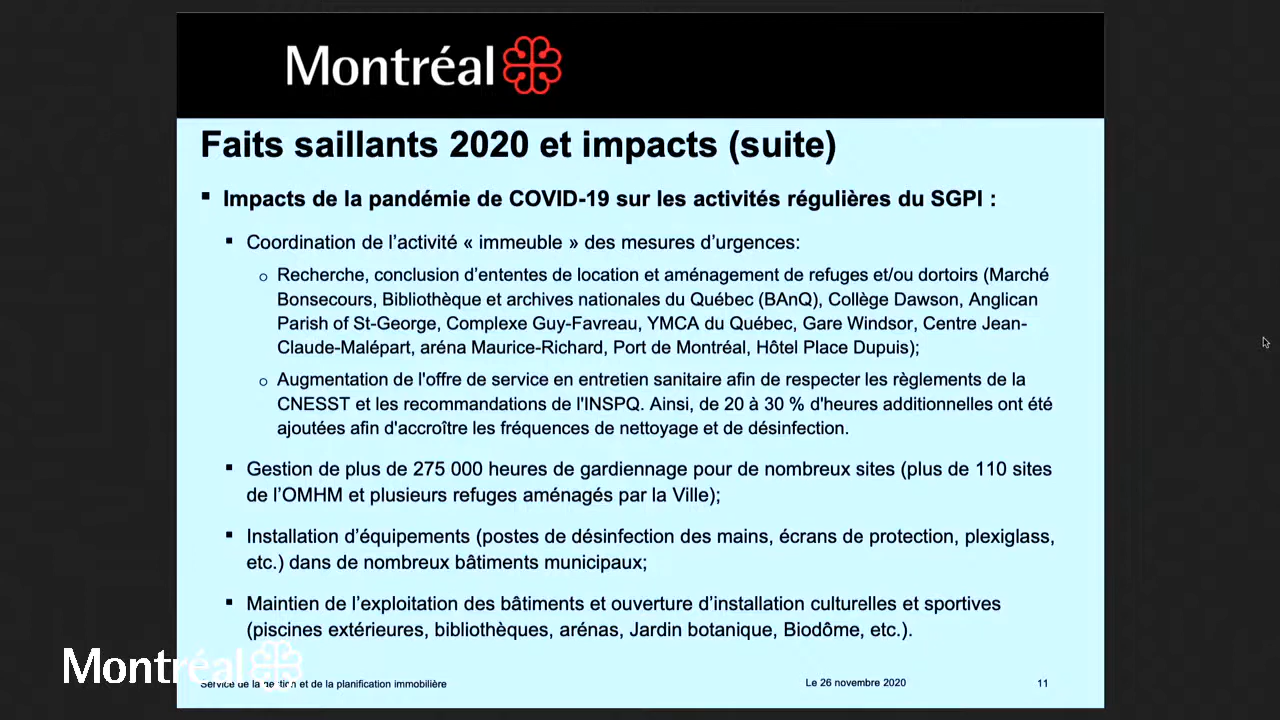 Montréal
Faits saillants 2020 et impacts (suite)
▪ Impacts de la pandémie de COVID-19 sur les activités régulières du SGPI :
▪ Coordination de l’activité « immeuble » des mesures d’urgences:
o Recherche, conclusion d’ententes de location et aménagement de refuges et/ou dortoirs (Marché
Bonsecours, Bibliothèque et archives nationales du Québec (BAnQ), Collège Dawson, Anglican
Parish of St-George, Complexe Guy-Favreau, YMCA du Québec, Gare Windsor, Centre Jean-
Claude-Malépart, aréna Maurice-Richard, Port de Montréal, Hôtel Place Dupuis);
o Augmentation de l'offre de service en entretien sanitaire afin de respecter les règlements de la
CNESST et les recommandations de l'INSPQ. Ainsi, de 20 à 30 % d'heures additionnelles ont été
ajoutées afin d'accroître les fréquences de nettoyage et de désinfection.
▪ Gestion de plus de 275 000 heures de gardiennage pour de nombreux sites (plus de 110 sites
de l’OMHM et plusieurs refuges aménagés par la Ville);
▪ Installation d’équipements (postes de désinfection des mains, écrans de protection, plexiglass,
etc.) dans de nombreux bâtiments municipaux;
▪ Maintien de l’exploitation des bâtiments et ouverture d’installation culturelles et sportives
(piscines extérieures, bibliothèques, arénas, Jardin botanique, Biodôme, etc.).
Montréal
Service de la gestion et de la planification immobilière
Le 26 novembre 2020
11